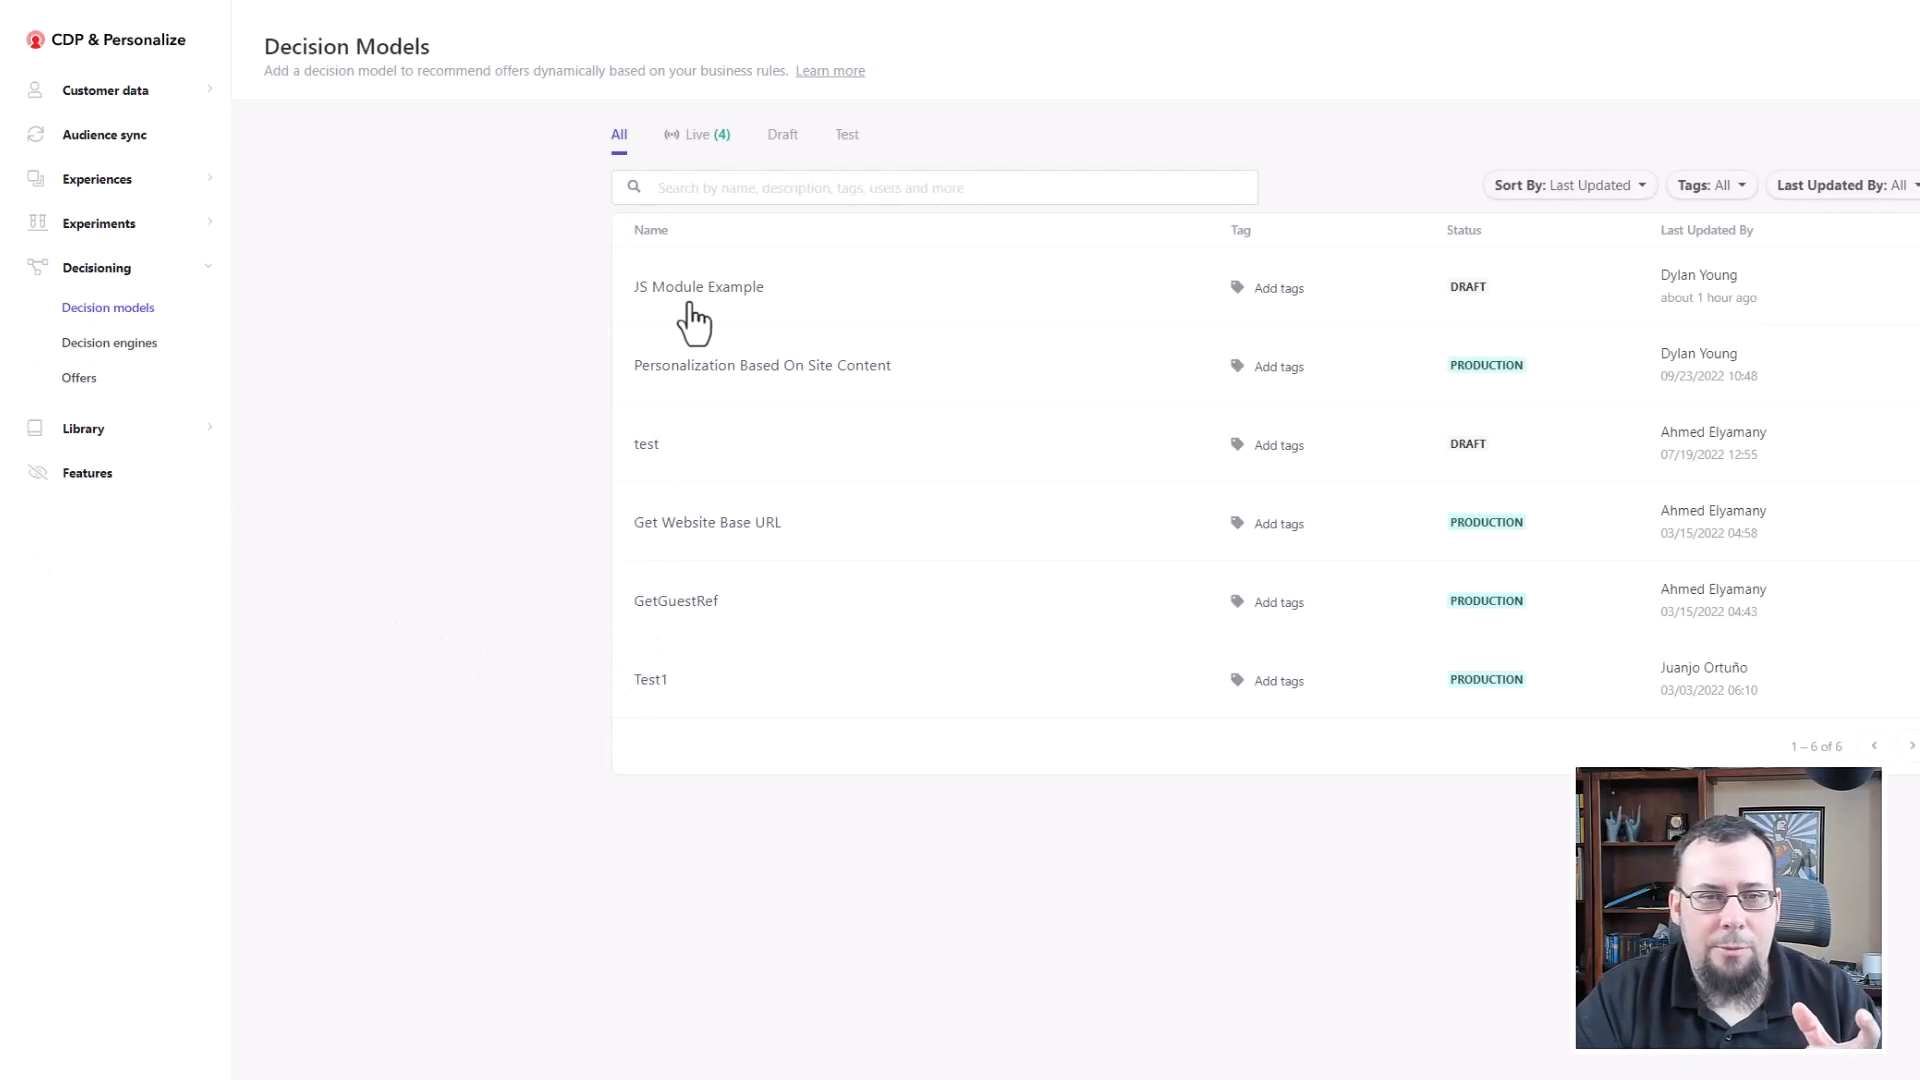 CDP & Personalize
Customer data
Audience sync
Experiences
Experiments
Decisioning
Decision models
Decision engines
Offers
Library
Features
Decision Models
Add a decision model to recommend offers dynamically based on your business rules. Learn more
All Live (4) Draft Test
Search by name, description, tags, users and more
Sort By: Last Updated Tags: All Last Updated By: All
Name Tag Status Last Updated By
JS Module Example Add tags DRAFT Dylan Young
about 1 hour ago
Personalization Based On Site Content Add tags PRODUCTION Dylan Young
09/23/2022 10:48
test Add tags DRAFT Ahmed Elyamany
07/19/2022 12:55
Get Website Base URL Add tags PRODUCTION Ahmed Elyamany
03/15/2022 04:58
GetGuestRef Add tags PRODUCTION Ahmed Elyamany
03/15/2022 04:43
Test1 Add tags PRODUCTION Juanjo Ortuño
03/03/2022 06:10
1 – 6 of 6